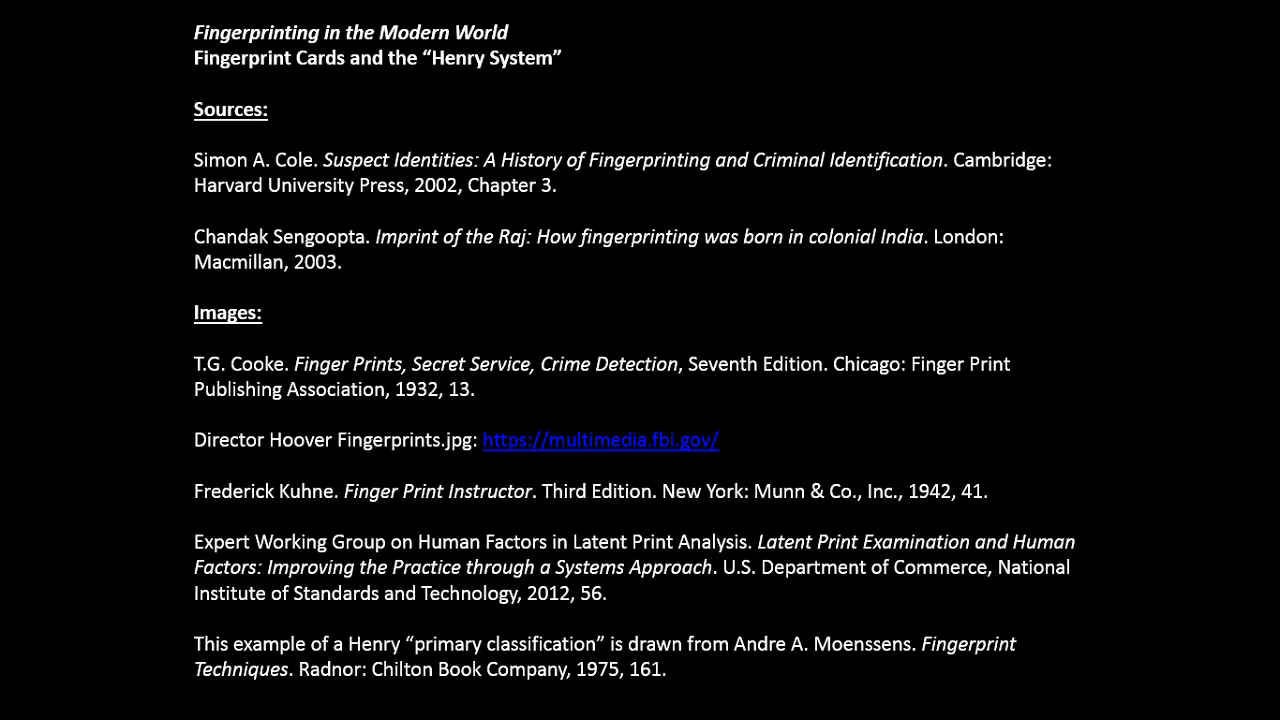 Fingerprinting in the Modern World
Fingerprint Cards and the “Henry System”
Sources:
Simon A. Cole. Suspect Identities: A History of Fingerprinting and Criminal Identification. Cambridge:
Harvard University Press, 2002, Chapter 3.
Chandak Sengoopta. Imprint of the Raj: How fingerprinting was born in colonial India. London:
Macmillan, 2003.
Images:
T.G. Cooke. Finger Prints, Secret Service, Crime Detection, Seventh Edition. Chicago: Finger Print
Publishing Association, 1932, 13.
Director Hoover Fingerprints.jpg: https://multimedia.fbi.gov/
Frederick Kuhne. Finger Print Instructor. Third Edition. New York: Munn & Co., Inc., 1942, 41.
Expert Working Group on Human Factors in Latent Print Analysis. Latent Print Examination and Human
Factors: Improving the Practice through a Systems Approach. U.S. Department of Commerce, National
Institute of Standards and Technology, 2012, 56.
This example of a Henry “primary classification” is drawn from Andre A. Moenssens. Fingerprint
Techniques. Radnor: Chilton Book Company, 1975, 161.